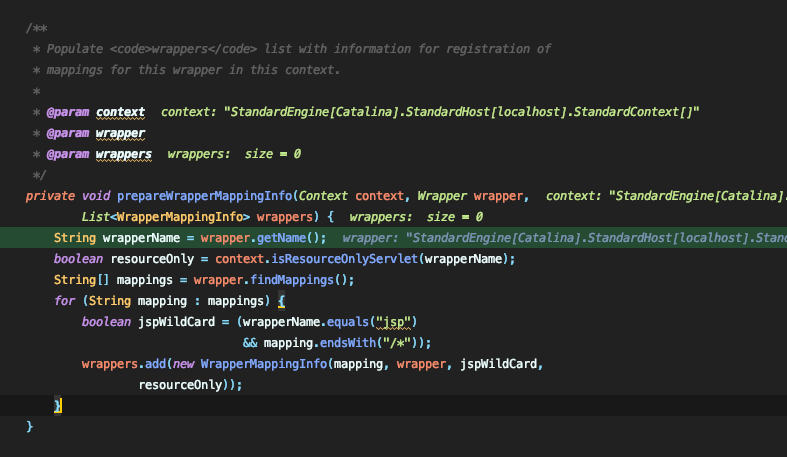 /**
 * Populate <code>wrappers</code> list with information for registration of
 * mappings for this wrapper in this context.
 *
 * @param context  context: "StandardEngine[Catalina].StandardHost[localhost].StandardContext[]"
 * @param wrapper
 * @param wrappers  wrappers:  size = 0
 */
private void prepareWrapperMappingInfo(Context context, Wrapper wrapper,  context: "StandardEngine[Catalina].
        List<WrapperMappingInfo> wrappers) {  wrappers:  size = 0
    String wrapperName = wrapper.getName();  wrapper: "StandardEngine[Catalina].StandardHost[localhost].Stand
    boolean resourceOnly = context.isResourceOnlyServlet(wrapperName);
    String[] mappings = wrapper.findMappings();
    for (String mapping : mappings) {
        boolean jspWildCard = (wrapperName.equals("jsp")
                               && mapping.endsWith("/*"));
        wrappers.add(new WrapperMappingInfo(mapping, wrapper, jspWildCard,
                resourceOnly));
    }
}